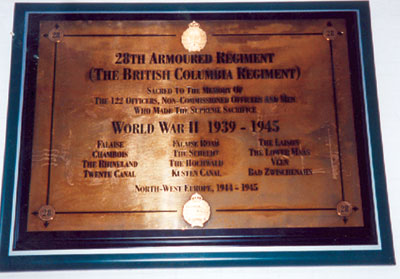 28TH ARMOURED REGIMENT
(THE BRITISH COLUMBIA REGIMENT)
SACRED TO THE MEMORY OF
THE 122 OFFICERS, NON-COMMISSIONED OFFICERS AND MEN
WHO MADE THE SUPREME SACRIFICE
WORLD WAR II 1939 - 1945
FALAISE FALAISE ROAD THE LAISON
CHAMBOIS THE SCHELDT THE LOWER MAAS
THE RHINELAND THE HOCHWALD VEEN
TWENTE CANAL KUSTEN CANAL BAD ZWISCHENAHN
NORTH-WEST EUROPE, 1944 - 1945
28
28